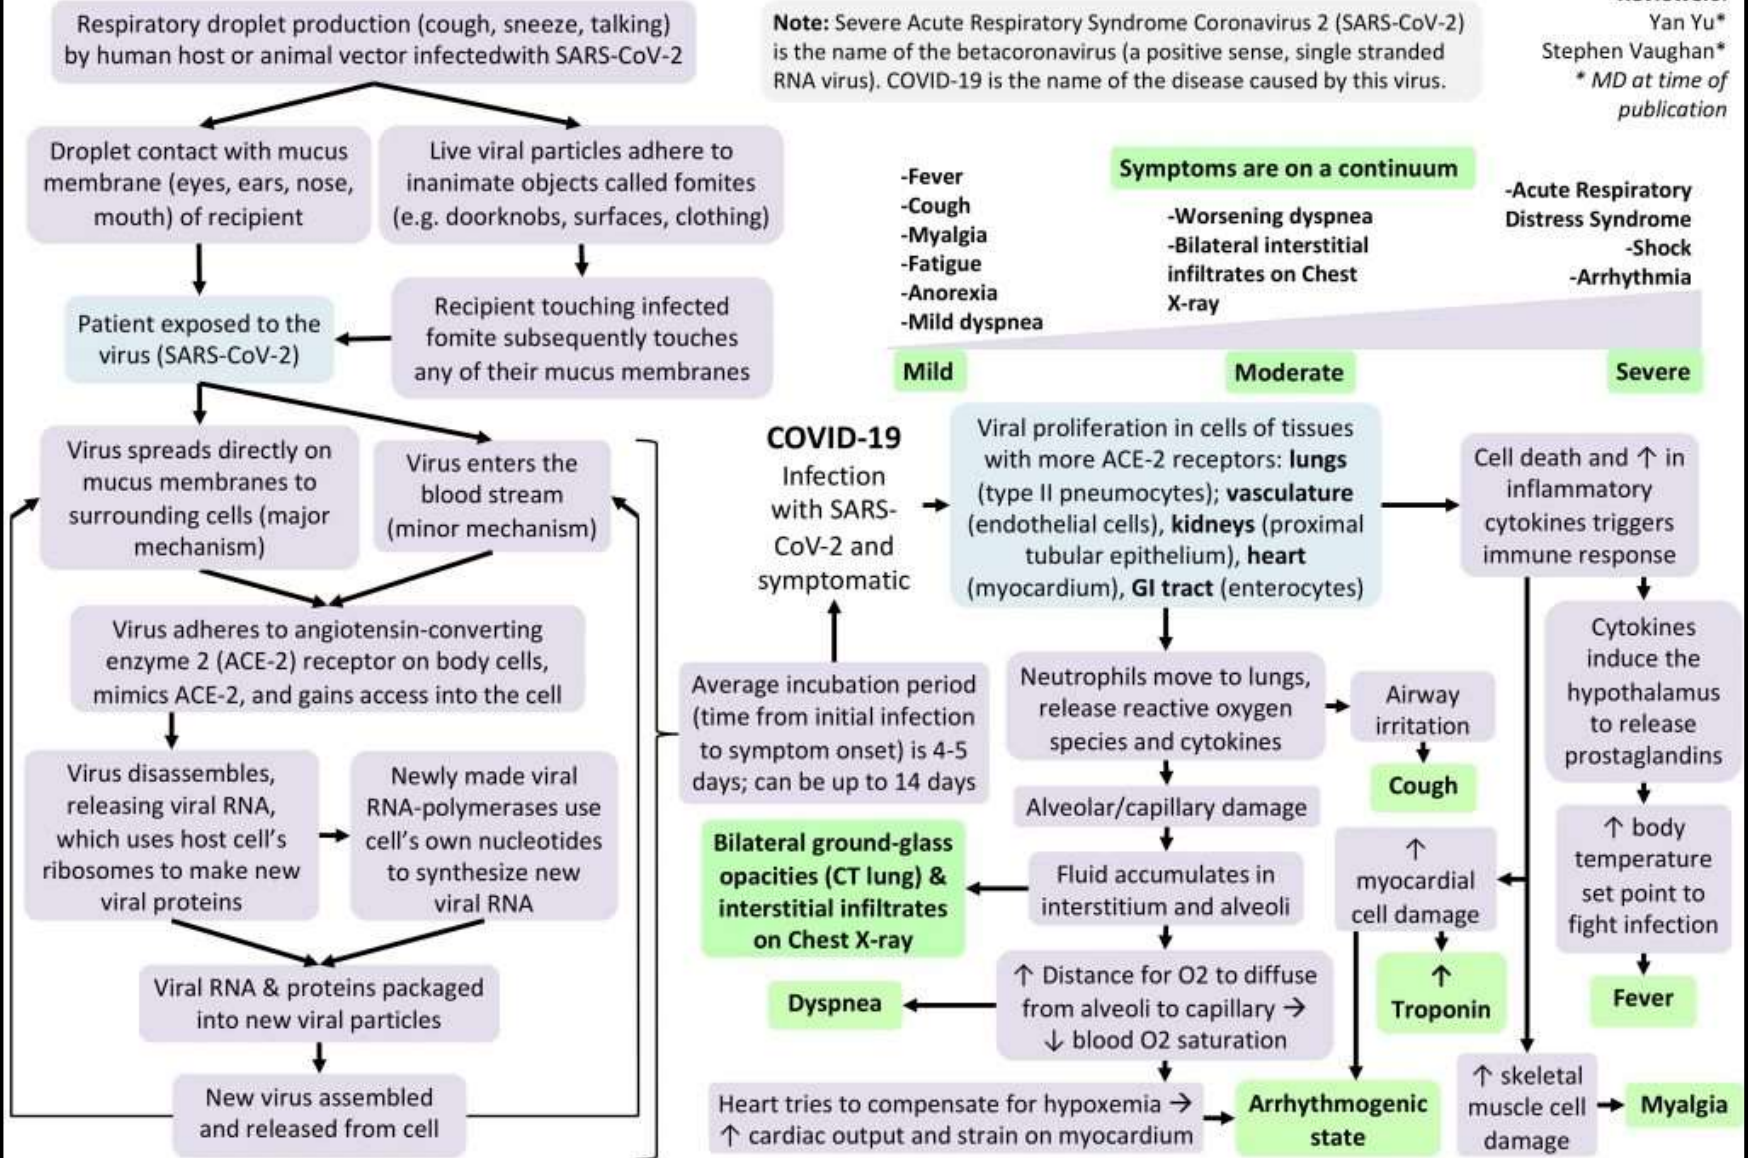 Respiratory droplet production (cough, sneeze, talking)
by human host or animal vector infectedwith SARS-CoV-2
Note: Severe Acute Respiratory Syndrome Coronavirus 2 (SARS-CoV-2)
is the name of the betacoronavirus (a positive sense, single stranded
RNA virus). COVID-19 is the name of the disease caused by this virus.
Yan Yu*
Stephen Vaughan*
* MD at time of
publication
Droplet contact with mucus
membrane (eyes, ears, nose,
mouth) of recipient
Live viral particles adhere to
inanimate objects called fomites
(e.g. doorknobs, surfaces, clothing)
Patient exposed to the
virus (SARS-CoV-2)
Recipient touching infected
fomite subsequently touches
any of their mucus membranes
Symptoms are on a continuum
-Fever
-Cough
-Myalgia
-Fatigue
-Anorexia
-Mild dyspnea
-Worsening dyspnea
-Bilateral interstitial
infiltrates on Chest
X-ray
-Acute Respiratory
Distress Syndrome
-Shock
-Arrhythmia
Mild
Moderate
Severe
Virus spreads directly on
mucus membranes to
surrounding cells (major
mechanism)
Virus enters the
blood stream
(minor mechanism)
Virus adheres to angiotensin-converting
enzyme 2 (ACE-2) receptor on body cells,
mimics ACE-2, and gains access into the cell
Virus disassembles,
releasing viral RNA,
which uses host cell's
ribosomes to make new
viral proteins
Newly made viral
RNA-polymerases use
cell's own nucleotides
to synthesize new
viral RNA
Viral RNA & proteins packaged
into new viral particles
New virus assembled
and released from cell
Average incubation period
(time from initial infection
to symptom onset) is 4-5
days; can be up to 14 days
COVID-19
Infection
with SARS-
CoV-2 and
symptomatic
Viral proliferation in cells of tissues
with more ACE-2 receptors: lungs
(type II pneumocytes); vasculature
(endothelial cells), kidneys (proximal
tubular epithelium), heart
(myocardium), GI tract (enterocytes)
Cell death and ↑ in
inflammatory
cytokines triggers
immune response
Neutrophils move to lungs,
release reactive oxygen
species and cytokines
Airway
irritation
Cough
Cytokines
induce the
hypothalamus
to release
prostaglandins
Alveolar/capillary damage
Bilateral ground-glass
opacities (CT lung) &
interstitial infiltrates
on Chest X-ray
Fluid accumulates in
interstitium and alveoli
↑
myocardial
cell damage
↑ body
temperature
set point to
fight infection
Dyspnea
↑ Distance for O2 to diffuse
from alveoli to capillary →
↓ blood O2 saturation
↑
Troponin
Fever
Heart tries to compensate for hypoxemia →
↑ cardiac output and strain on myocardium
Arrhythmogenic
state
↑ skeletal
muscle cell
damage
Myalgia